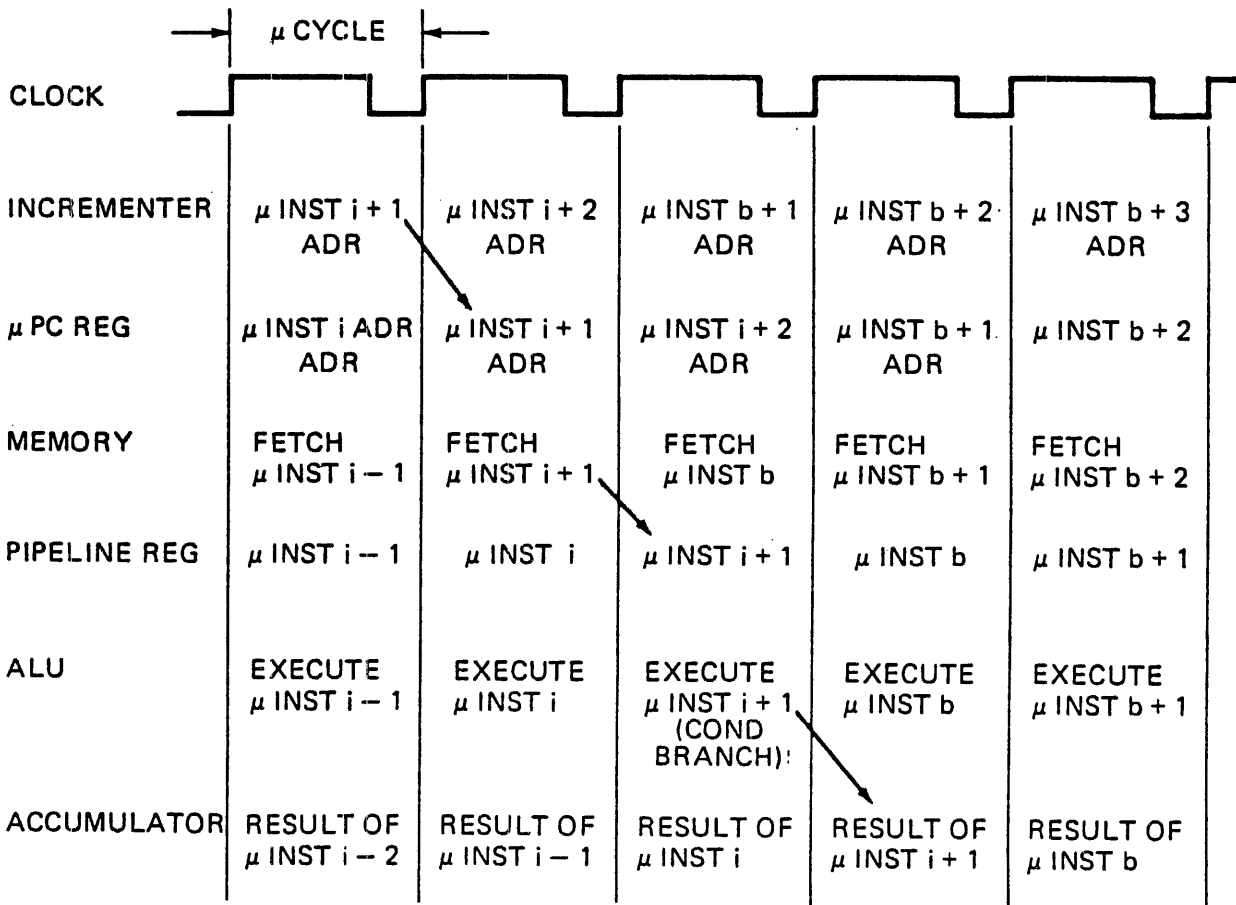 μ CYCLE
CLOCK
INCREMENTER μ INST i + 1 μ INST i + 2 μ INST b + 1 μ INST b + 2 μ INST b + 3
ADR ADR ADR ADR ADR
μ PC REG μ INST i ADR μ INST i + 1 μ INST i + 2 μ INST b + 1 μ INST b + 2
ADR ADR ADR ADR
MEMORY FETCH FETCH FETCH FETCH FETCH
μ INST i – 1 μ INST i + 1 μ INST b μ INST b + 1 μ INST b + 2
PIPELINE REG μ INST i – 1 μ INST i μ INST i + 1 μ INST b μ INST b + 1
ALU EXECUTE EXECUTE EXECUTE EXECUTE EXECUTE
μ INST i – 1 μ INST i μ INST i + 1 μ INST b μ INST b + 1
(COND
BRANCH)
ACCUMULATOR RESULT OF RESULT OF RESULT OF RESULT OF RESULT OF
μ INST i – 2 μ INST i – 1 μ INST i μ INST i + 1 μ INST b